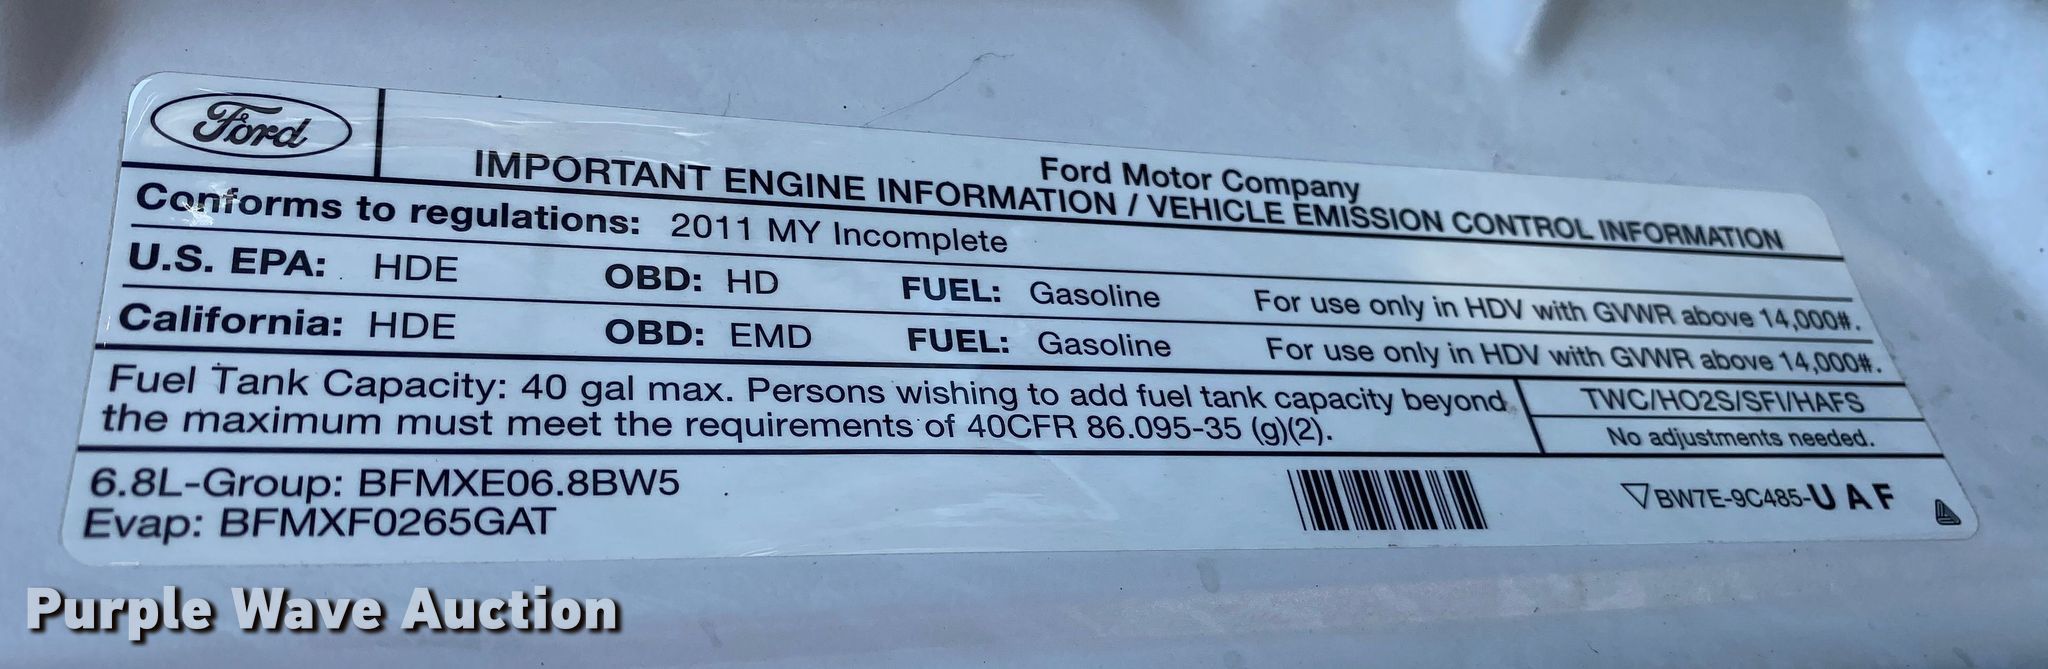 Ford
Ford Motor Company
IMPORTANT ENGINE INFORMATION / VEHICLE EMISSION CONTROL INFORMATION
Conforms to regulations: 2011 MY Incomplete
U.S. EPA: HDE OBD: HD FUEL: Gasoline For use only in HDV with GVWR above 14,000#.
California: HDE OBD: EMD FUEL: Gasoline For use only in HDV with GVWR above 14,000#.
Fuel Tank Capacity: 40 gal max. Persons wishing to add fuel tank capacity beyond
the maximum must meet the requirements of 40CFR 86.095-35 (g)(2).
TWC/HO2S/SFI/HAFS
No adjustments needed.
6.8L-Group: BFMXE06.8BW5
Evap: BFMXF0265GAT
BW7E-9C485-UAF
Purple Wave Auction